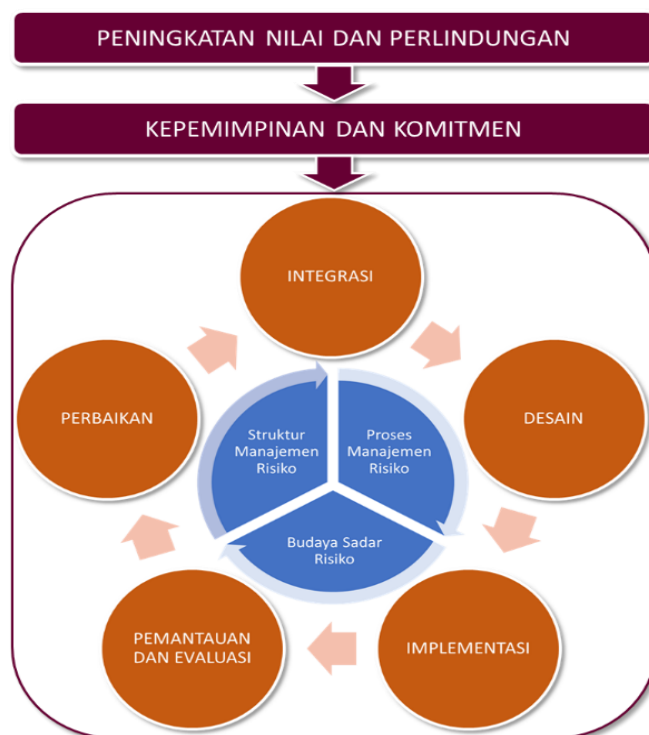 PENINGKATAN NILAI DAN PERLINDUNGAN
KEPEMIMPINAN DAN KOMITMEN
INTEGRASI
DESAIN
IMPLEMENTASI
PEMANTAUAN
DAN EVALUASI
PERBAIKAN
Struktur
Manajemen
Risiko
Proses
Manajemen
Risiko
Budaya Sadar
Risiko